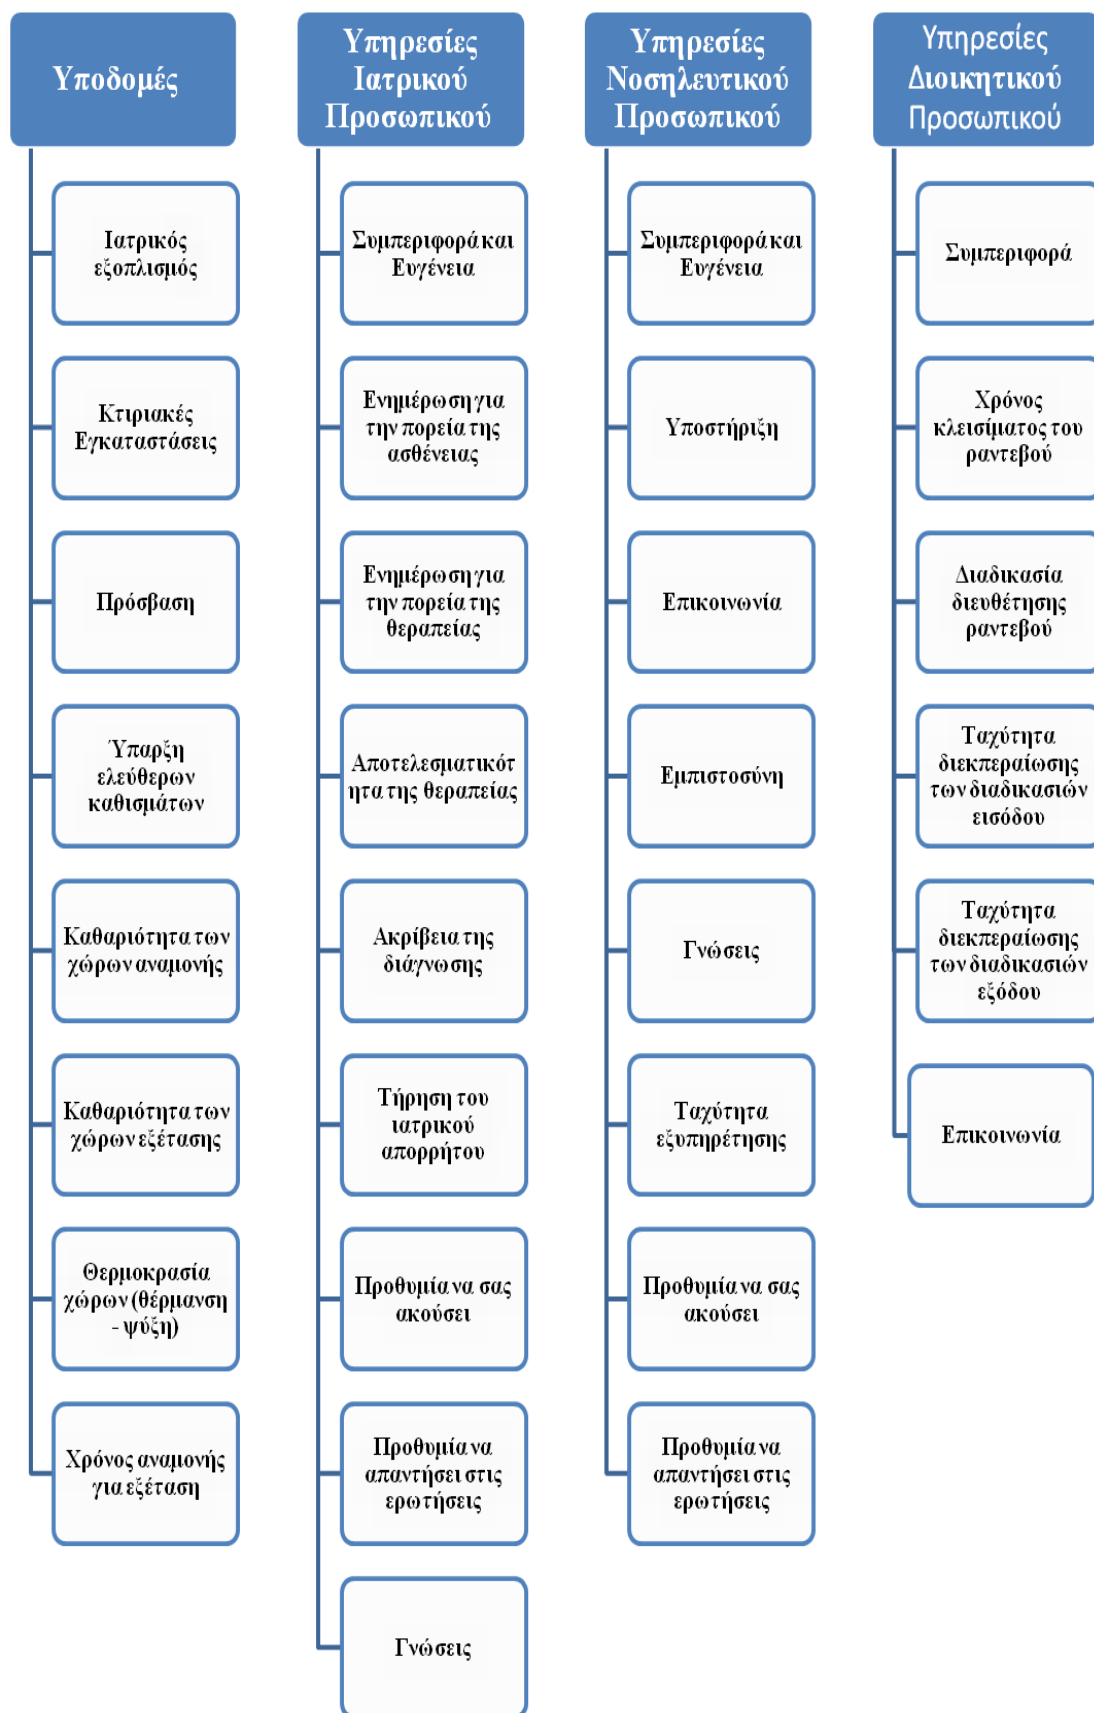 Υποδομές
Ιατρικός
εξοπλισμός
Κτιριακές
Εγκαταστάσεις
Πρόσβαση
Ύπαρξη
ελεύθερων
καθισμάτων
Καθαριότητα των
χώρων αναμονής
Καθαριότητα των
χώρων εξέτασης
Θερμοκρασία
χώρων (θέρμανση
- ψύξη)
Χρόνος αναμονής
για εξέταση
Υπηρεσίες
Ιατρικού
Προσωπικού
Συμπεριφορά και
Ευγένεια
Ενημέρωση για
την πορεία της
ασθένειας
Ενημέρωση για
την πορεία της
θεραπείας
Αποτελεσματικότ
ητα της θεραπείας
Ακρίβεια της
διάγνωσης
Τήρηση του
ιατρικού
απορρήτου
Προθυμία να σας
ακούσει
Προθυμία να
απαντήσει στις
ερωτήσεις
Γνώσεις
Υπηρεσίες
Νοσηλευτικού
Προσωπικού
Συμπεριφορά και
Ευγένεια
Υποστήριξη
Επικοινωνία
Εμπιστοσύνη
Γνώσεις
Ταχύτητα
εξυπηρέτησης
Προθυμία να σας
ακούσει
Προθυμία να
απαντήσει στις
ερωτήσεις
Υπηρεσίες
Διοικητικού
Προσωπικού
Συμπεριφορά
Χρόνος
κλεισίματος του
ραντεβού
Διαδικασία
διευθέτησης
ραντεβού
Ταχύτητα
διεκπεραίωσης
των διαδικασιών
εισόδου
Ταχύτητα
διεκπεραίωσης
των διαδικασιών
εξόδου
Επικοινωνία